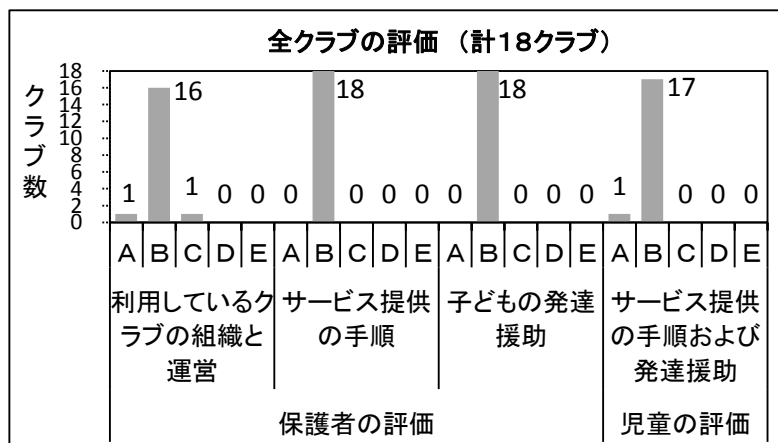 全クラブの評価 (計18クラブ)
クラブ数
18
16
14
12
10
8
6
4
2
0
1 16 1 0 0 0 18 0 0 0 0 18 0 0 0 1 17 0 0 0
A B C D E A B C D E A B C D E A B C D E
利用しているク
ラブの組織と
運営
サービス提供
の手順
子どもの発達
援助
サービス提供
の手順および
発達援助
保護者の評価
児童の評価